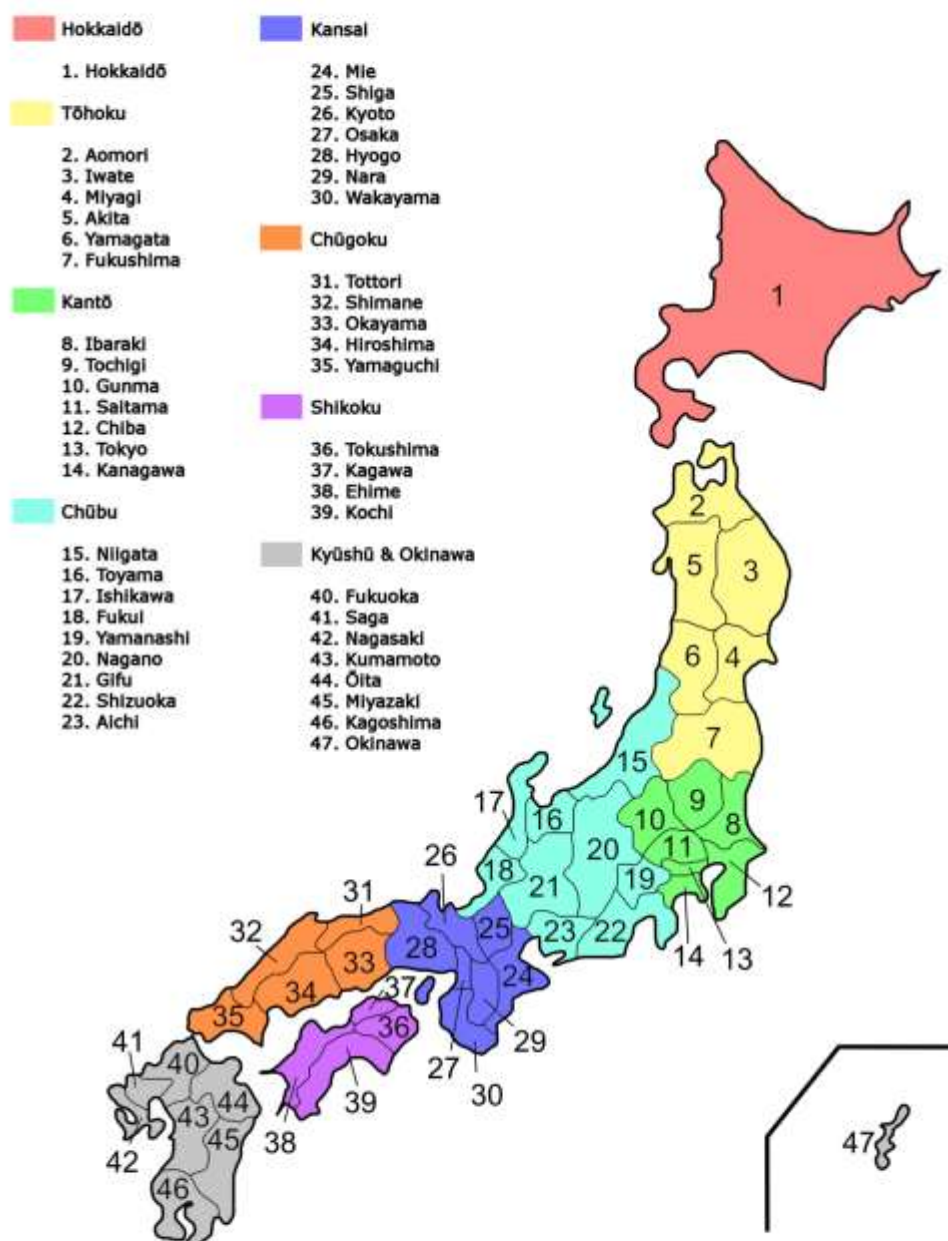 Hokkaidō
1. Hokkaidō
Tōhoku
2. Aomori
3. Iwate
4. Miyagi
5. Akita
6. Yamagata
7. Fukushima
Kantō
8. Ibaraki
9. Tochigi
10. Gunma
11. Saitama
12. Chiba
13. Tokyo
14. Kanagawa
Chūbu
15. Niigata
16. Toyama
17. Ishikawa
18. Fukui
19. Yamanashi
20. Nagano
21. Gifu
22. Shizuoka
23. Aichi
Kansai
24. Mie
25. Shiga
26. Kyoto
27. Osaka
28. Hyogo
29. Nara
30. Wakayama
Chūgoku
31. Tottori
32. Shimane
33. Okayama
34. Hiroshima
35. Yamaguchi
Shikoku
36. Tokushima
37. Kagawa
38. Ehime
39. Kochi
Kyūshū & Okinawa
40. Fukuoka
41. Saga
42. Nagasaki
43. Kumamoto
44. Ōita
45. Miyazaki
46. Kagoshima
47. Okinawa
1
2
5
3
6
4
7
15
9
17
16
10
8
11
20
26
18
19
21
12
31
25
23
22
32
28
14
13
33
24
34
37
35
36
29
41
40
27
30
39
44
43
45
38
42
46
47